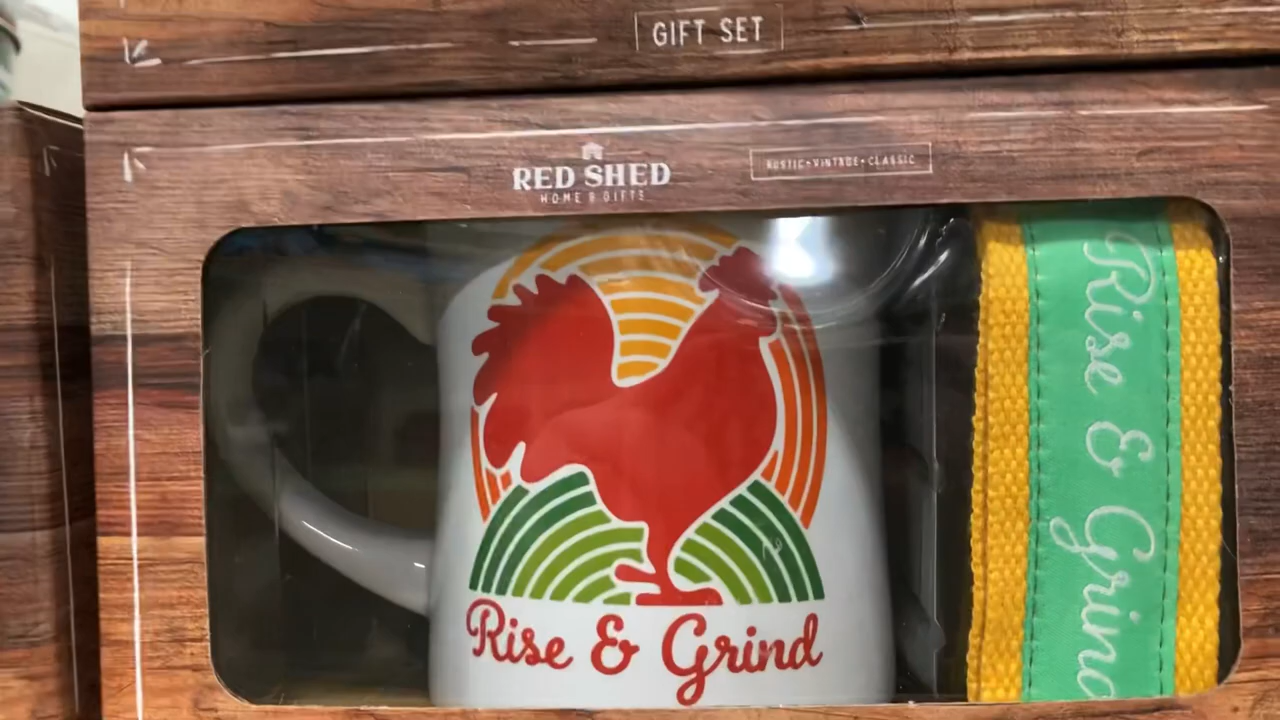 GIFT SET
RED SHED
HOME & GIFTS
RUSTIC • VINTAGE • CLASSIC
Rise & Grind
Rise & Grind